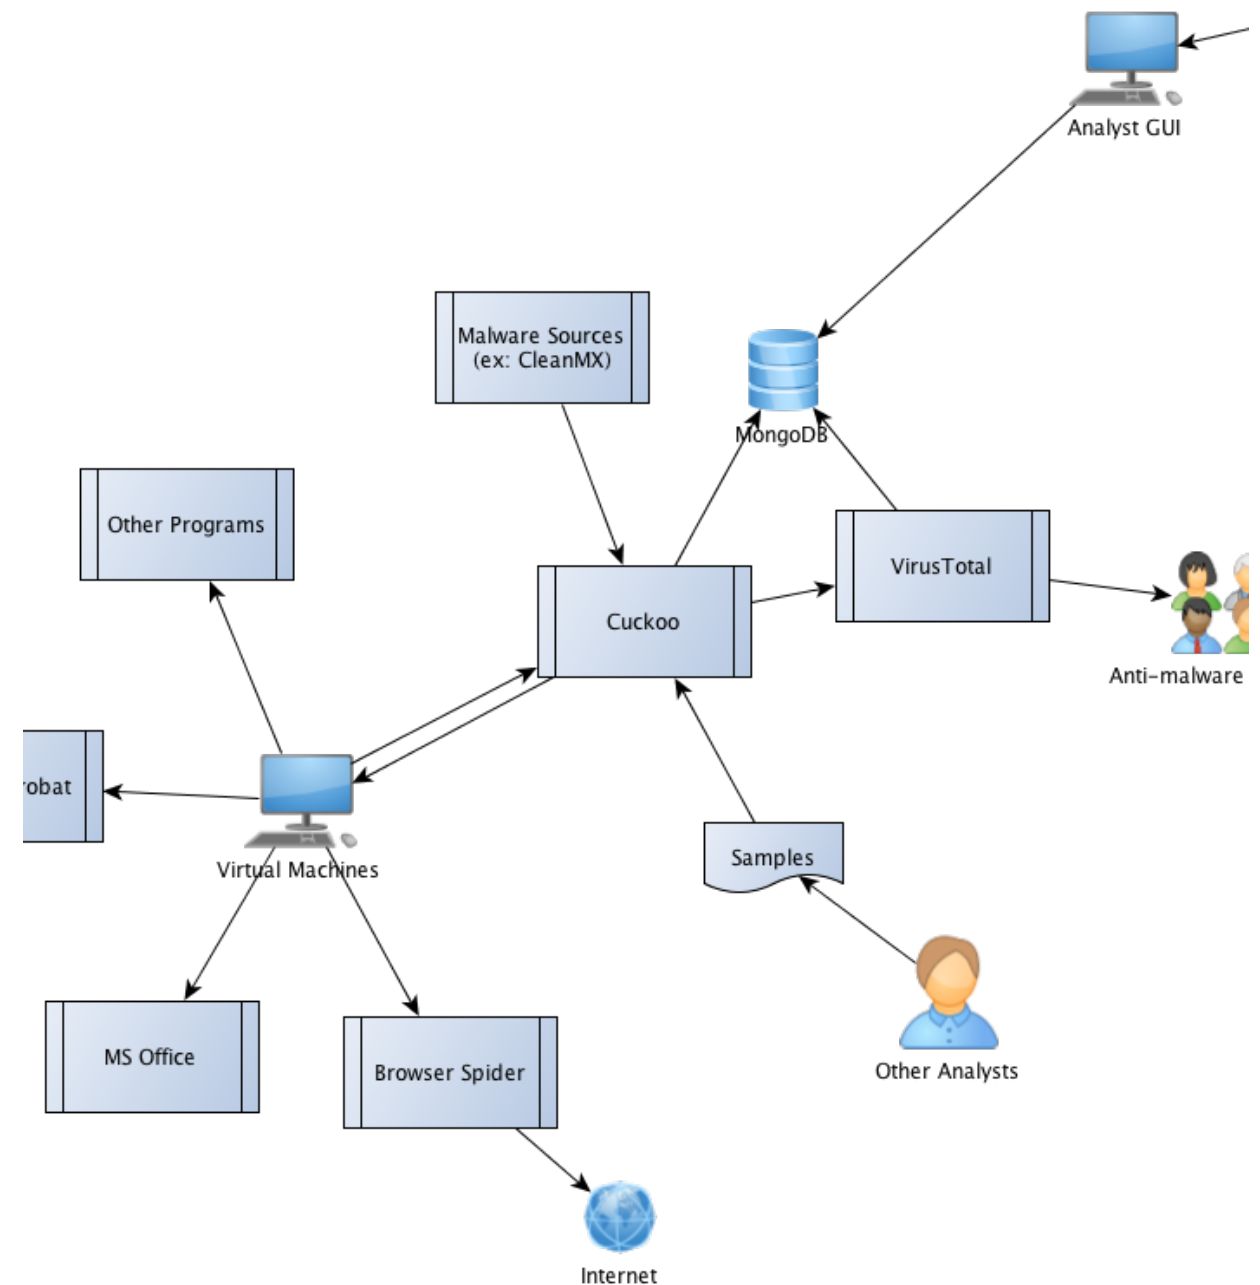 Analyst GUI
Malware Sources
(ex: CleanMX)
MongoDB
Other Programs
VirusTotal
Cuckoo
Anti-malware
robat
Virtual Machines
Samples
MS Office
Browser Spider
Other Analysts
Internet